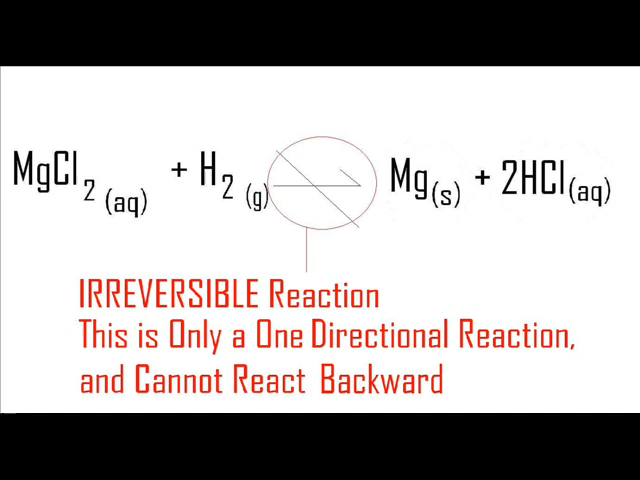 MgCl2 (aq) + H2 (g) ⇀ Mg(s) + 2HCl(aq)
IRREVERSIBLE Reaction
This is Only a One Directional Reaction,
and Cannot React Backward